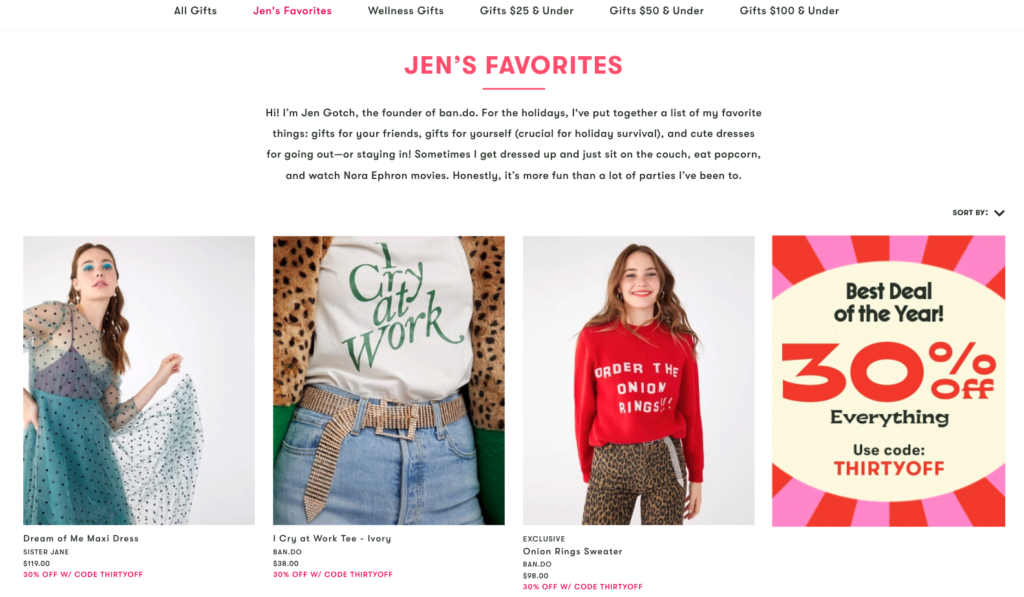 All Gifts
Jen's Favorites
Wellness Gifts
Gifts $25 & Under
Gifts $50 & Under
Gifts $100 & Under
JEN'S FAVORITES
Hi! I'm Jen Gotch, the founder of ban.do. For the holidays, I've put together a list of my favorite
things: gifts for your friends, gifts for yourself (crucial for holiday survival), and cute dresses
for going out—or staying in! Sometimes I get dressed up and just sit on the couch, eat popcorn,
and watch Nora Ephron movies. Honestly, it's more fun than a lot of parties I've been to.
SORT BY:
I
Cry
at
Work
ORDER THE
ONION
RINGS!!!
Best Deal
of the Year!
30% off
Everything
Use code:
THIRTYOFF
Dream of Me Maxi Dress
SISTER JANE
$119.00
30% OFF W/ CODE THIRTYOFF
I Cry at Work Tee - Ivory
BAN.DO
$38.00
30% OFF W/ CODE THIRTYOFF
EXCLUSIVE
Onion Rings Sweater
BAN.DO
$98.00
30% OFF W/ CODE THIRTYOFF